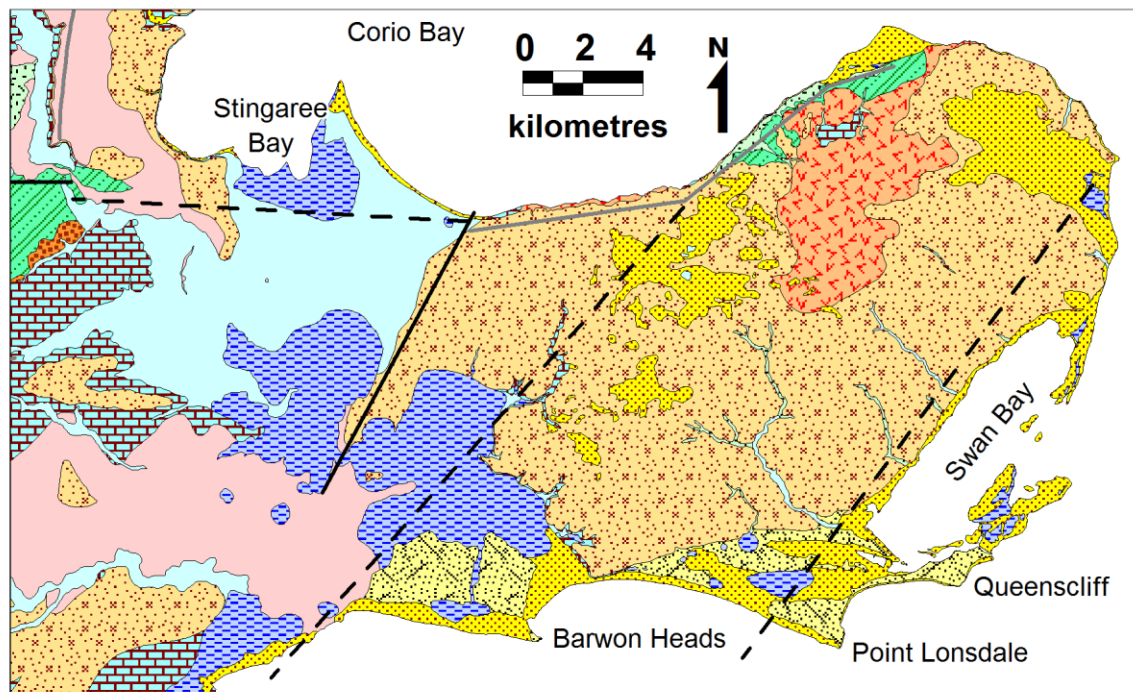 Corio Bay
0 2 4
kilometres
N
Stingaree
Bay
Swan Bay
Queenscliff
Barwon Heads
Point Lonsdale